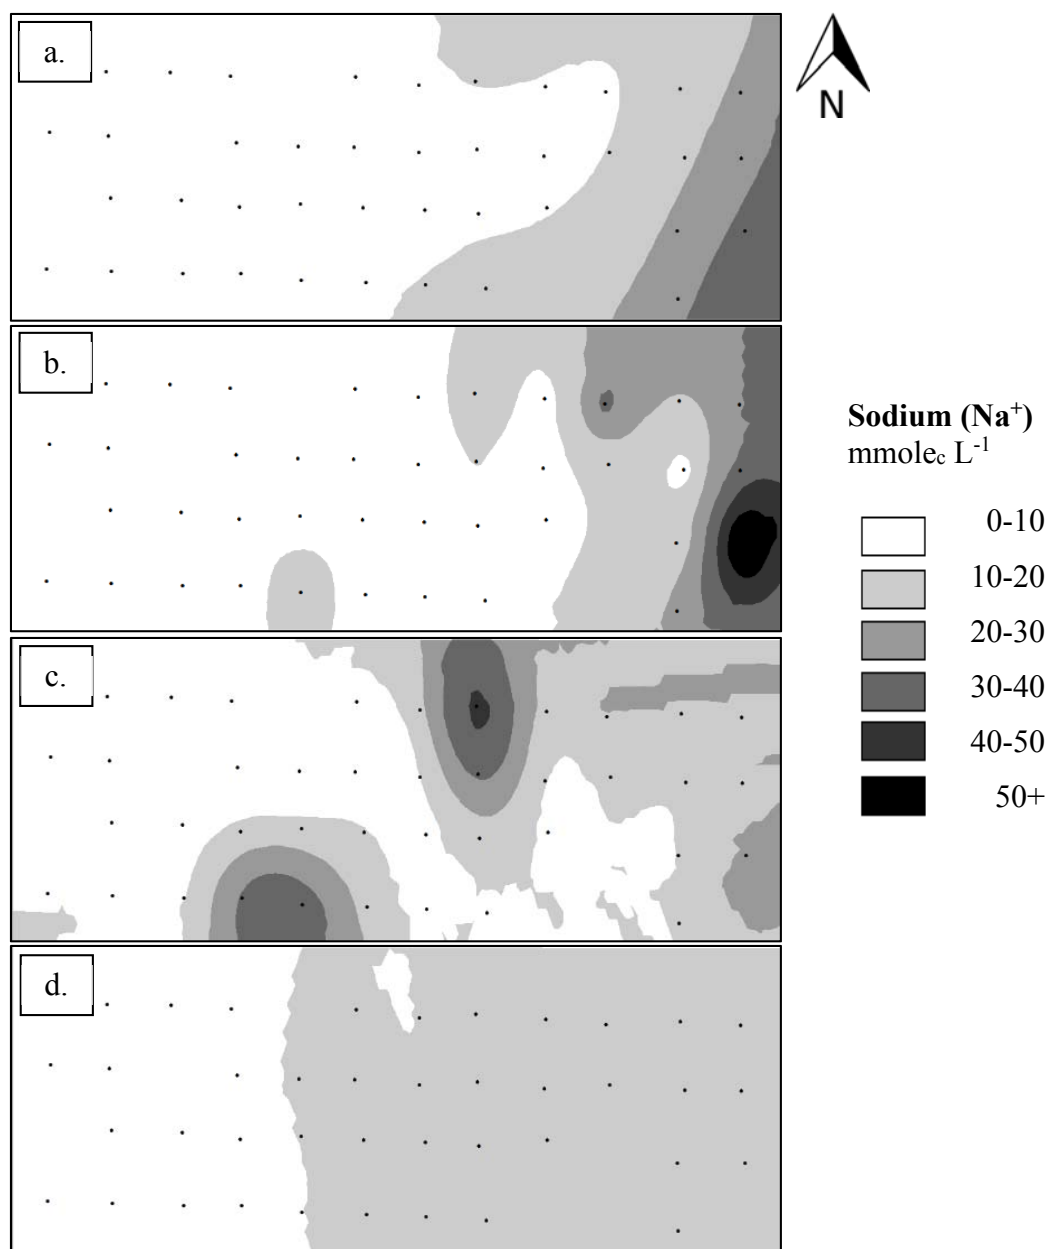 a.
N
b.
Sodium (Na⁺)
mmolec L⁻¹
0-10
10-20
20-30
30-40
40-50
50+
c.
d.